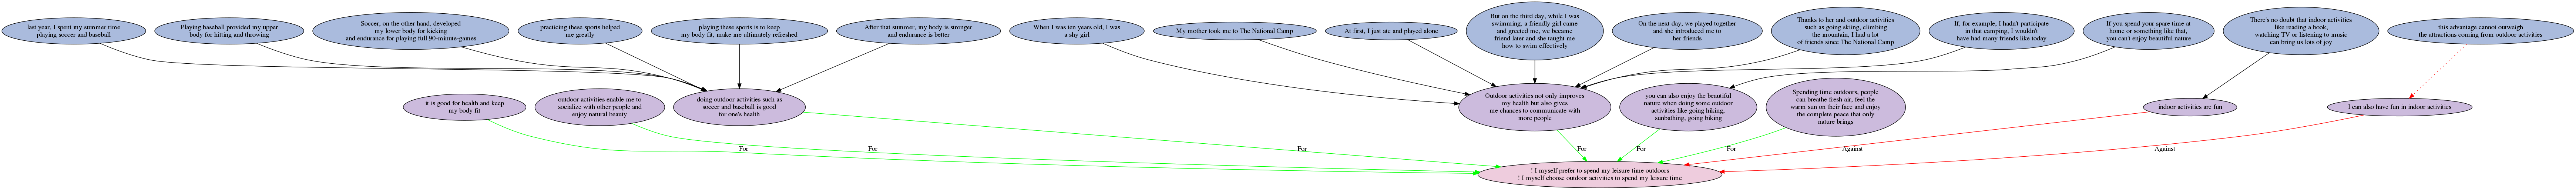 last year, I spent my summer time
playing soccer and baseball
Playing baseball provided my upper
body for hitting and throwing
Soccer, on the other hand, developed
my lower body for kicking
and endurance for playing full 90-minute-games
practicing these sports helped
me greatly
playing these sports is to keep
my body fit, make me ultimately refreshed
After that summer, my body is stronger
and endurance is better
When I was ten years old, I was
a shy girl
My mother took me to The National Camp
At first, I just ate and played alone
But on the third day, while I was
swimming, a friendly girl came
and greeted me, we became
friend later and she taught me
how to swim effectively
On the next day, we played together
and she introduced me to
her friends
Thanks to her and outdoor activities
such as going skiing, climbing
the mountain, I had a lot
of friends since The National Camp
If, for example, I hadn't participate
in that camping, I wouldn't
have had many friends like today
If you spend your spare time at
home or something like that,
you can't enjoy beautiful nature
There's no doubt that indoor activities
like reading a book,
watching TV or listening to music
can bring us lots of joy
this advantage cannot outweigh
the attractions coming from outdoor activities
it is good for health and keep
my body fit
outdoor activities enable me to
socialize with other people and
enjoy natural beauty
doing outdoor activities such as
soccer and baseball is good
for one's health
Outdoor activities not only improves
my health but also gives
me chances to communicate with
more people
you can also enjoy the beautiful
nature when doing some outdoor
activities like going hiking,
sunbathing, going biking
Spending time outdoors, people
can breathe fresh air, feel the
warm sun on their face and enjoy
the complete peace that only
nature brings
indoor activities are fun
I can also have fun in indoor activities
For
For
For
For
For
For
Against
Against
! I myself prefer to spend my leisure time outdoors
! I myself choose outdoor activities to spend my leisure time